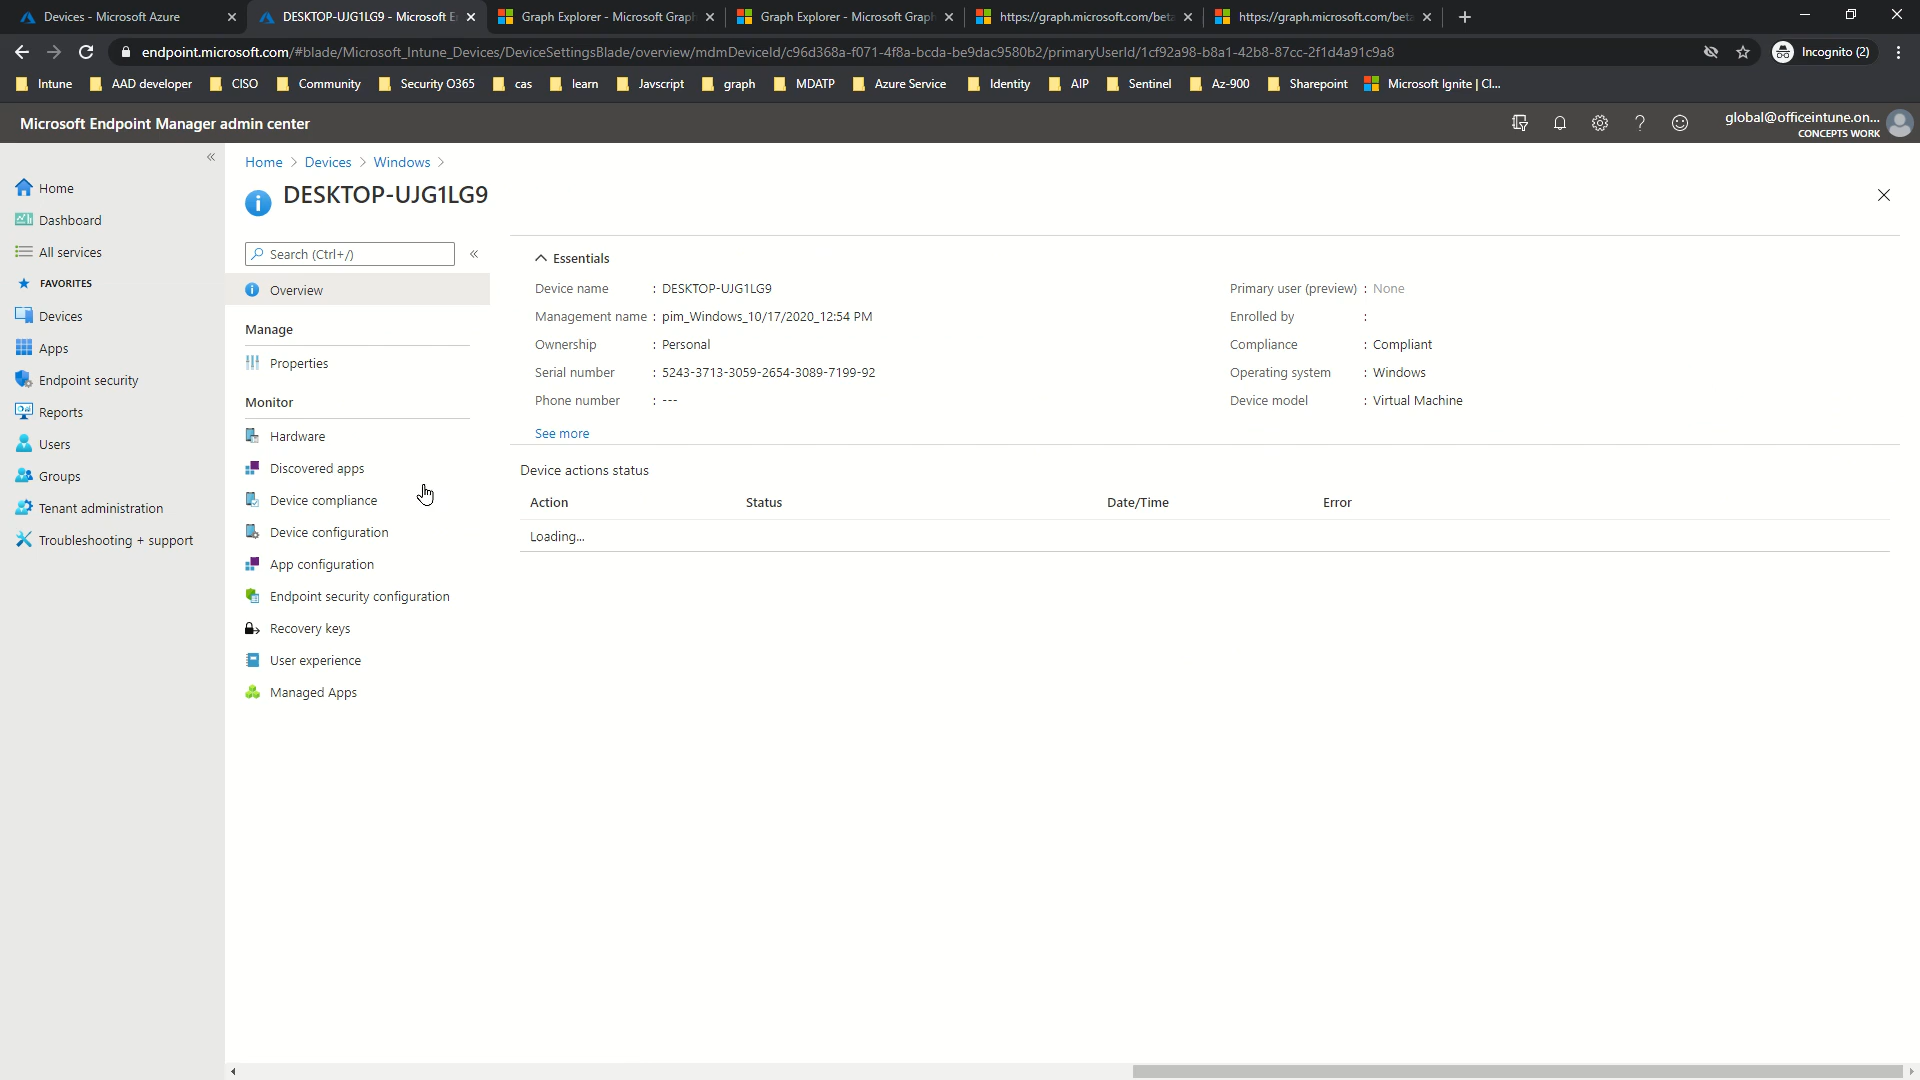 Devices - Microsoft Azure
DESKTOP-UJG1LG9 - Microsoft E
Graph Explorer - Microsoft Graph
Graph Explorer - Microsoft Graph
https://graph.microsoft.com/beta
https://graph.microsoft.com/beta
endpoint.microsoft.com/#blade/Microsoft_Intune_Devices/DeviceSettingsBlade/overview/mdmDeviceId/c96d368a-f071-4f8a-bcda-be9dac9580b2/primaryUserId/1cf92a98-b8a1-42b8-87cc-2f1d4a91c9a8
Incognito (2)
Intune
AAD developer
CISO
Community
Security O365
cas
learn
Javscript
graph
MDATP
Azure Service
Identity
AIP
Sentinel
Az-900
Sharepoint
Microsoft Ignite | Cl...
Microsoft Endpoint Manager admin center
global@officeintune.on...
CONCEPTS WORK
Home
Dashboard
All services
FAVORITES
Devices
Apps
Endpoint security
Reports
Users
Groups
Tenant administration
Troubleshooting + support
Home > Devices > Windows >
DESKTOP-UJG1LG9
Search (Ctrl+/)
Overview
Manage
Properties
Monitor
Hardware
Discovered apps
Device compliance
Device configuration
App configuration
Endpoint security configuration
Recovery keys
User experience
Managed Apps
Essentials
Device name : DESKTOP-UJG1LG9
Management name : pim_Windows_10/17/2020_12:54 PM
Ownership : Personal
Serial number : 5243-3713-3059-2654-3089-7199-92
Phone number : ---
See more
Primary user (preview) : None
Enrolled by :
Compliance : Compliant
Operating system : Windows
Device model : Virtual Machine
Device actions status
Action Status Date/Time Error
Loading...